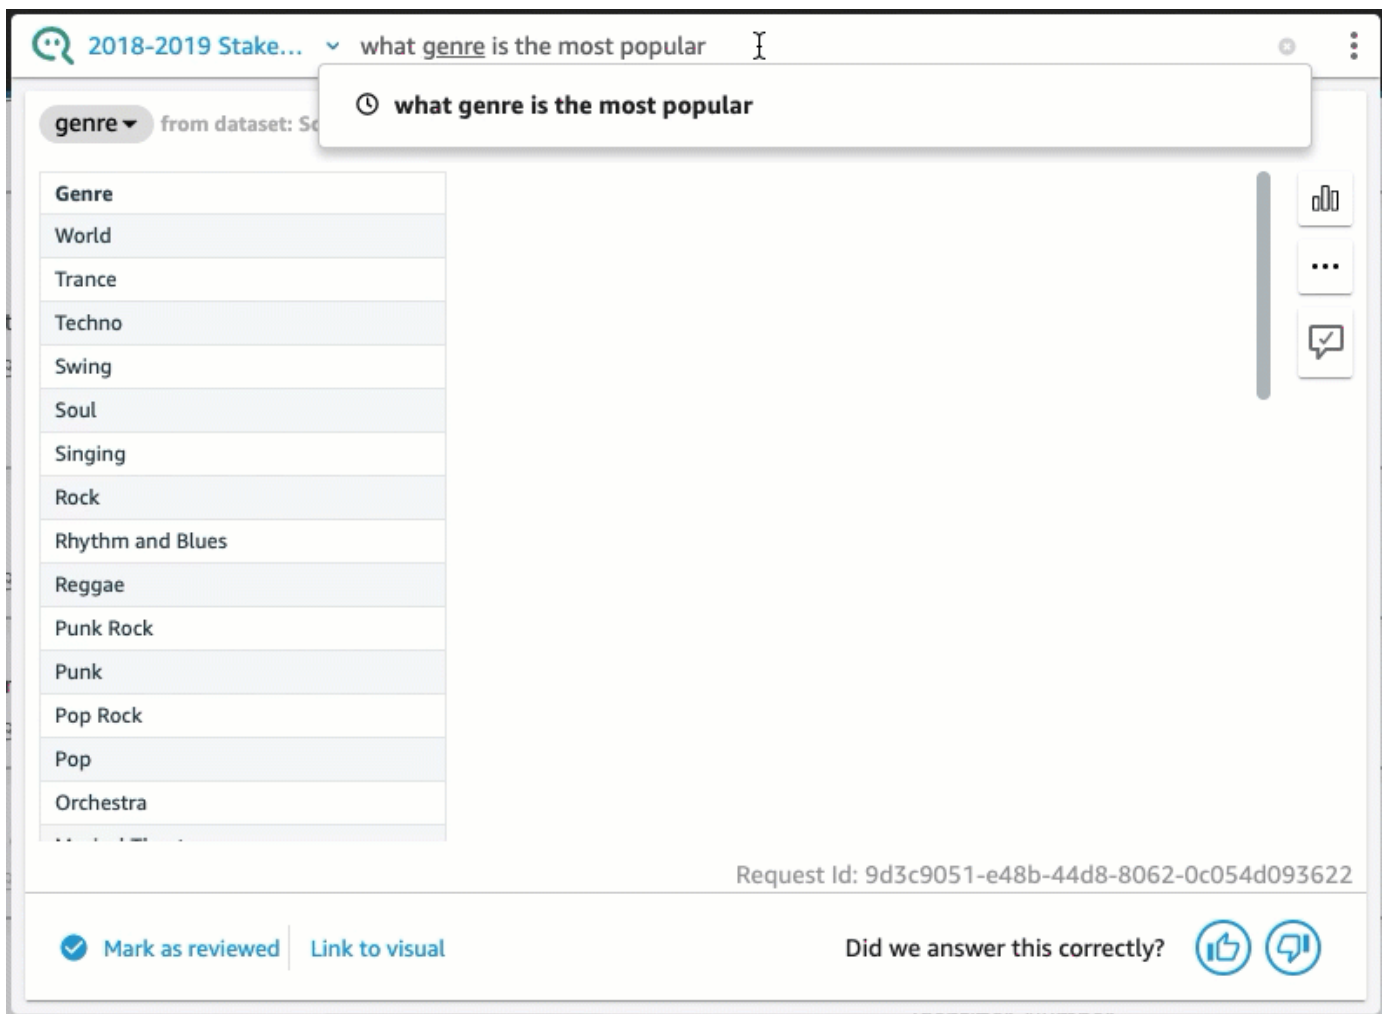 2018-2019 Stake... what genre is the most popular
what genre is the most popular
genre from dataset:
Genre
World
Trance
Techno
Swing
Soul
Singing
Rock
Rhythm and Blues
Reggae
Punk Rock
Punk
Pop Rock
Pop
Orchestra
Request Id: 9d3c9051-e48b-44d8-8062-0c054d093622
Mark as reviewed Link to visual Did we answer this correctly?